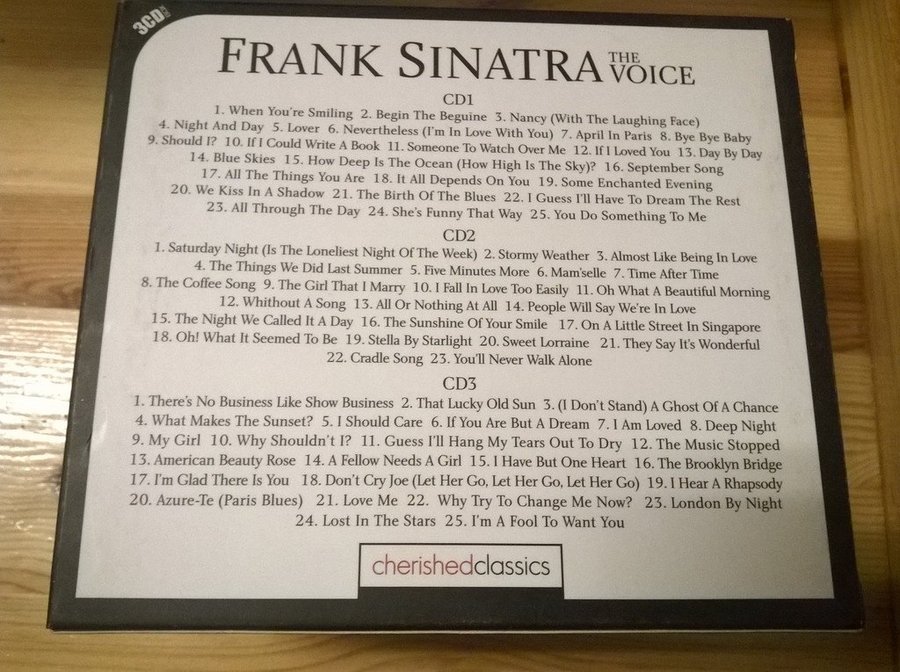 3CD SET
FRANK SINATRA THE VOICE
CD1
1. When You're Smiling 2. Begin The Beguine 3. Nancy (With The Laughing Face)
4. Night And Day 5. Lover 6. Nevertheless (I'm In Love With You) 7. April In Paris 8. Bye Bye Baby
9. Should I? 10. If I Could Write A Book 11. Someone To Watch Over Me 12. If I Loved You 13. Day By Day
14. Blue Skies 15. How Deep Is The Ocean (How High Is The Sky)? 16. September Song
17. All The Things You Are 18. It All Depends On You 19. Some Enchanted Evening
20. We Kiss In A Shadow 21. The Birth Of The Blues 22. I Guess I'll Have To Dream The Rest
23. All Through The Day 24. She's Funny That Way 25. You Do Something To Me
CD2
1. Saturday Night (Is The Loneliest Night Of The Week) 2. Stormy Weather 3. Almost Like Being In Love
4. The Things We Did Last Summer 5. Five Minutes More 6. Mam'selle 7. Time After Time
8. The Coffee Song 9. The Girl That I Marry 10. I Fall In Love Too Easily 11. Oh What A Beautiful Morning
12. Whithout A Song 13. All Or Nothing At All 14. People Will Say We're In Love
15. The Night We Called It A Day 16. The Sunshine Of Your Smile 17. On A Little Street In Singapore
18. Oh! What It Seemed To Be 19. Stella By Starlight 20. Sweet Lorraine 21. They Say It's Wonderful
22. Cradle Song 23. You'll Never Walk Alone
CD3
1. There's No Business Like Show Business 2. That Lucky Old Sun 3. (I Don't Stand) A Ghost Of A Chance
4. What Makes The Sunset? 5. I Should Care 6. If You Are But A Dream 7. I Am Loved 8. Deep Night
9. My Girl 10. Why Shouldn't I? 11. Guess I'll Hang My Tears Out To Dry 12. The Music Stopped
13. American Beauty Rose 14. A Fellow Needs A Girl 15. I Have But One Heart 16. The Brooklyn Bridge
17. I'm Glad There Is You 18. Don't Cry Joe (Let Her Go, Let Her Go, Let Her Go) 19. I Hear A Rhapsody
20. Azure-Te (Paris Blues) 21. Love Me 22. Why Try To Change Me Now? 23. London By Night
24. Lost In The Stars 25. I'm A Fool To Want You
cherishedclassics